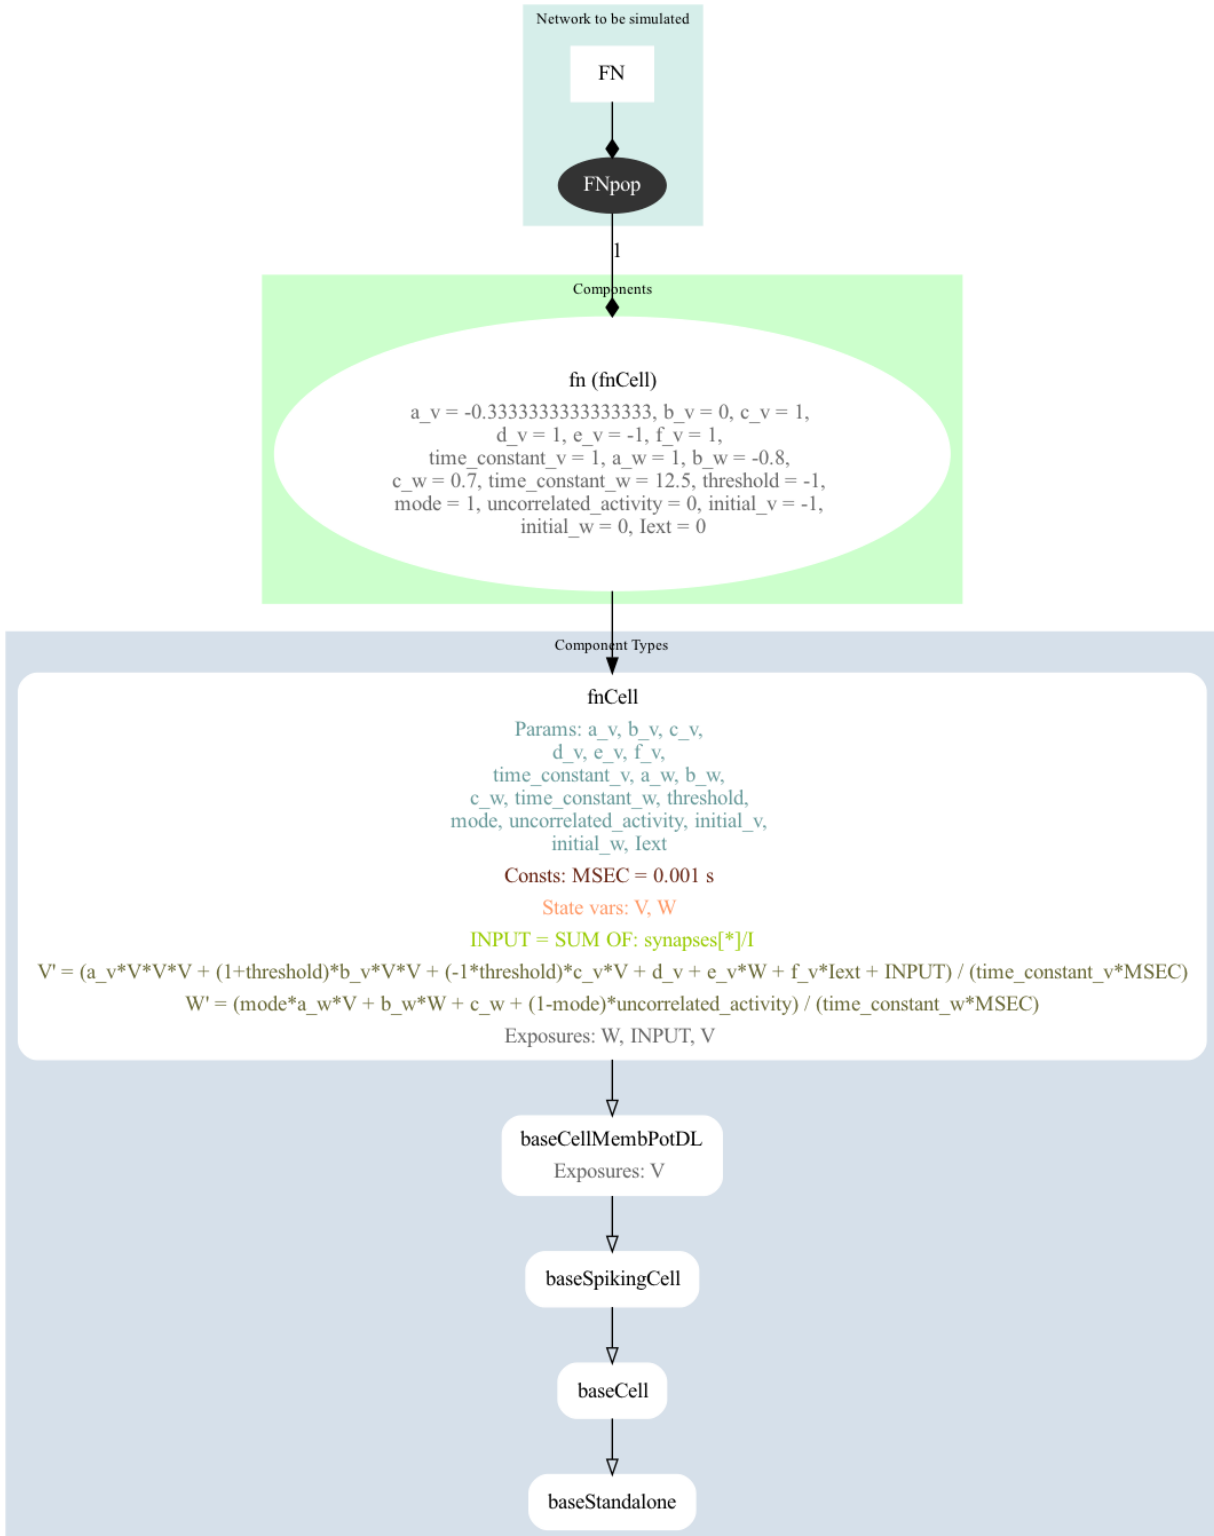 Network to be simulated
FN
FNpop
1
Components
fn (fnCell)
a_v = -0.3333333333333333, b_v = 0, c_v = 1,
d_v = 1, e_v = -1, f_v = 1,
time_constant_v = 1, a_w = 1, b_w = -0.8,
c_w = 0.7, time_constant_w = 12.5, threshold = -1,
mode = 1, uncorrelated_activity = 0, initial_v = -1,
initial_w = 0, Iext = 0
Component Types
fnCell
Params: a_v, b_v, c_v,
d_v, e_v, f_v,
time_constant_v, a_w, b_w,
c_w, time_constant_w, threshold,
mode, uncorrelated_activity, initial_v,
initial_w, Iext
Consts: MSEC = 0.001 s
State vars: V, W
INPUT = SUM OF: synapses[*]/I
V' = (a_v*V*V*V + (1+threshold)*b_v*V*V + (-1*threshold)*c_v*V + d_v + e_v*W + f_v*Iext + INPUT) / (time_constant_v*MSEC)
W' = (mode*a_w*V + b_w*W + c_w + (1-mode)*uncorrelated_activity) / (time_constant_w*MSEC)
Exposures: W, INPUT, V
baseCellMembPotDL
Exposures: V
baseSpikingCell
baseCell
baseStandalone